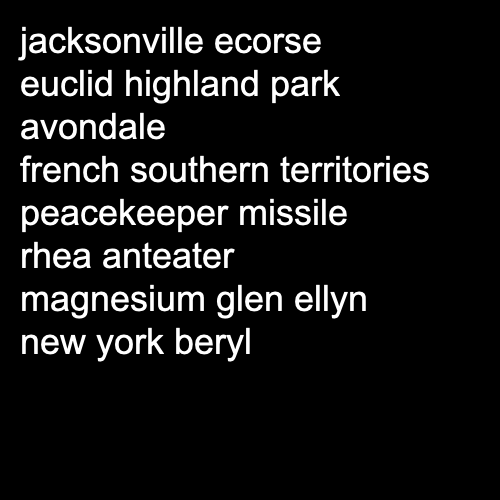 jacksonville ecorse
euclid highland park
avondale
french southern territories
peacekeeper missile
rhea anteater
magnesium glen ellyn
new york beryl